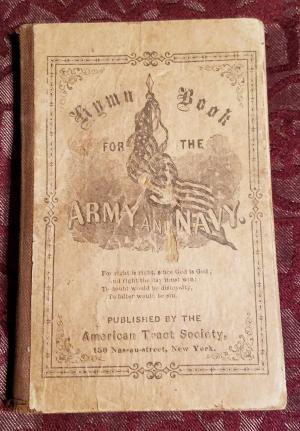 Hymn Book
FOR THE
ARMY AND NAVY.
For right is right, since God is God;
And right the day must win:
To doubt would be disloyalty,
To falter would be sin.
PUBLISHED BY THE
American Tract Society,
150 Nassau-street, New York.